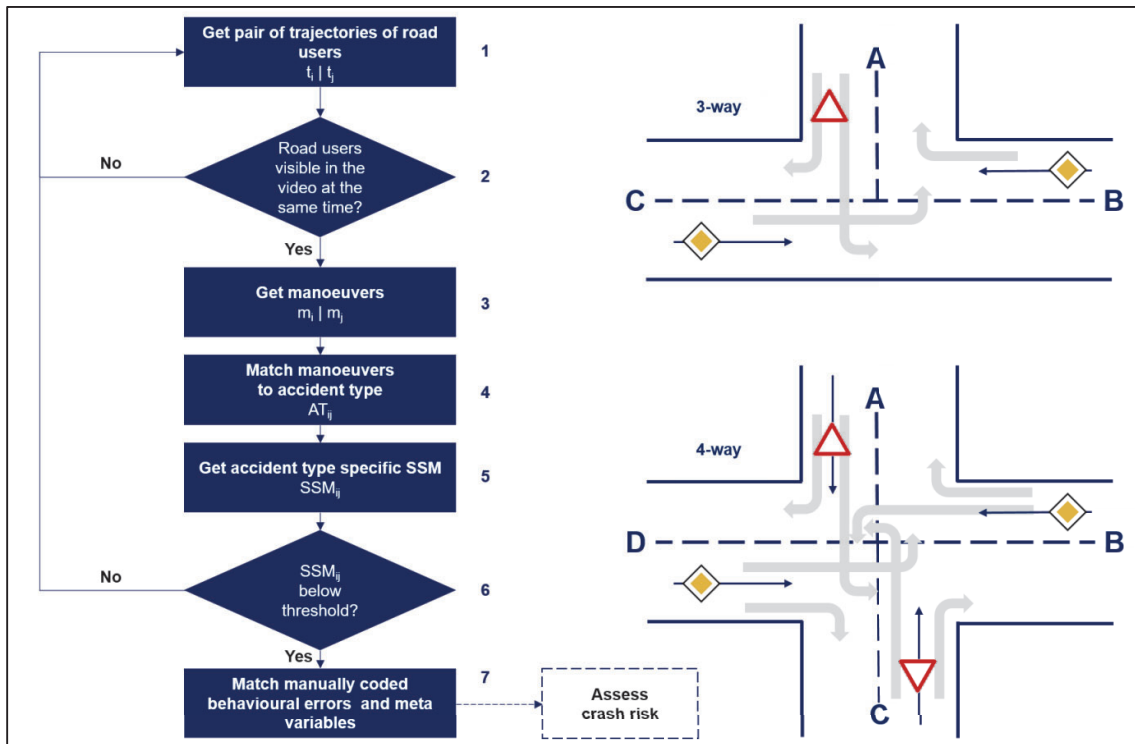 Get pair of trajectories of road
users
tᵢ | tⱼ
1
Road users
visible in the
video at the
same time?
2
No
Yes
Get manoeuvers
mᵢ | mⱼ
3
Match manoeuvers
to accident type
ATᵢⱼ
4
Get accident type specific SSM
SSMᵢⱼ
5
SSMᵢⱼ
below
threshold?
6
No
Yes
Match manually coded
behavioural errors and meta
variables
7
Assess
crash risk
3-way
A
C
B
4-way
A
D
B
C